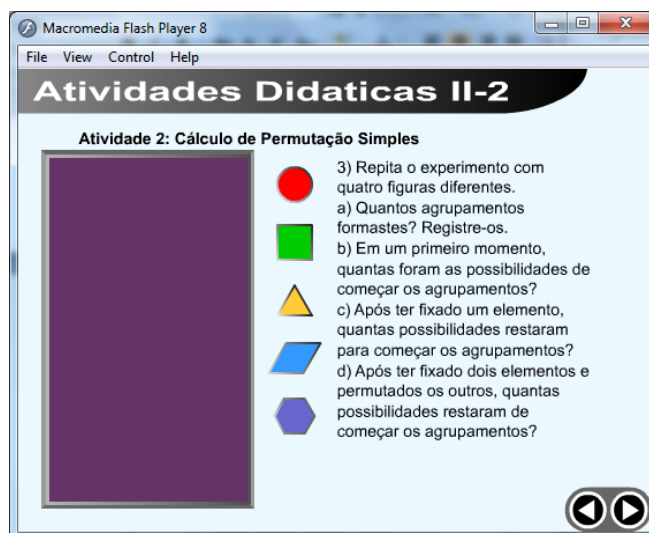 Macromedia Flash Player 8
File View Control Help
Atividades Didaticas II-2
Atividade 2: Cálculo de Permutação Simples
3) Repita o experimento com
quatro figuras diferentes.
a) Quantos agrupamentos
formastes? Registre-os.
b) Em um primeiro momento,
quantas foram as possibilidades de
começar os agrupamentos?
c) Após ter fixado um elemento,
quantas possibilidades restaram
para começar os agrupamentos?
d) Após ter fixado dois elementos e
permutados os outros, quantas
possibilidades restaram de
começar os agrupamentos?